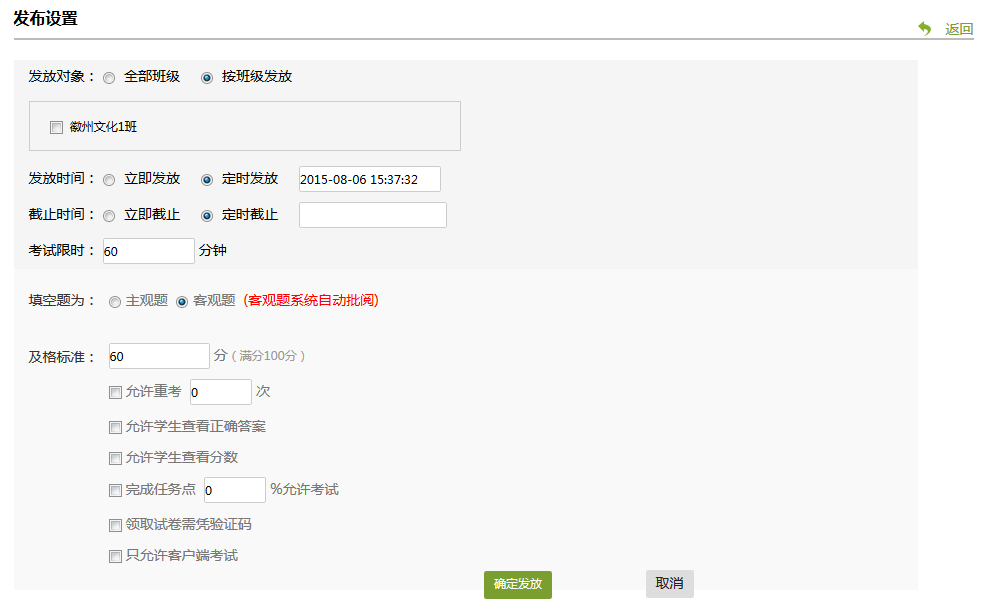 发布设置
返回
发放对象： 全部班级 按班级发放
徽州文化1班
发放时间： 立即发放 定时发放 2015-08-06 15:37:32
截止时间： 立即截止 定时截止
考试限时： 60 分钟
填空题为： 主观题 客观题 (客观题系统自动批阅)
及格标准： 60 分（满分100分）
允许重考 0 次
允许学生查看正确答案
允许学生查看分数
完成任务点 0 %允许考试
领取试卷需凭验证码
只允许客户端考试
确定发放 取消